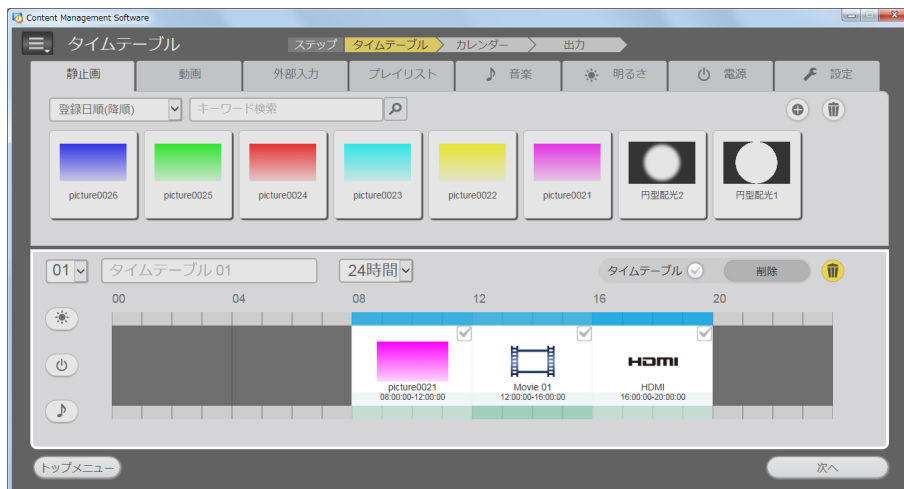 Content Management Software
タイムテーブル
ステップ タイムテーブル カレンダー 出力
静止画 動画 外部入力 プレイリスト 音楽 明るさ 電源 設定
登録日順(降順) キーワード検索
picture0026 picture0025 picture0024 picture0023 picture0022 picture0021 円型配光2 円型配光1
01 タイムテーブル 01 24時間 タイムテーブル 削除
00 04 08 12 16 20
HDMI
picture0021 Movie 01 HDMI
08:00:00-12:00:00 12:00:00-16:00:00 16:00:00-20:00:00
トップメニュー 次へ